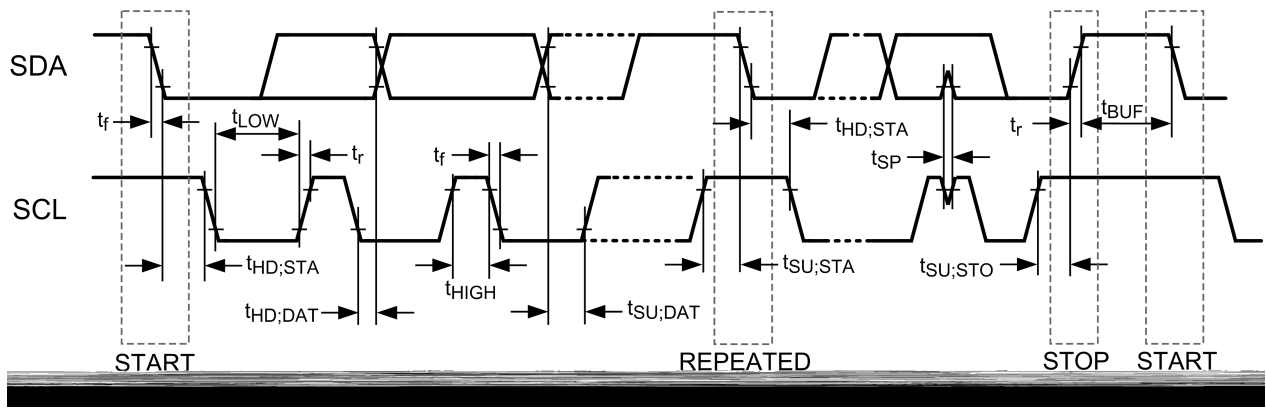 SDA
t_f
t_LOW
t_r
t_f
t_HD;STA
t_SP
t_r
t_BUF
SCL
t_HD;STA
t_HD;DAT
t_HIGH
t_SU;DAT
t_SU;STA
t_SU;STO
START
REPEATED
STOP
START